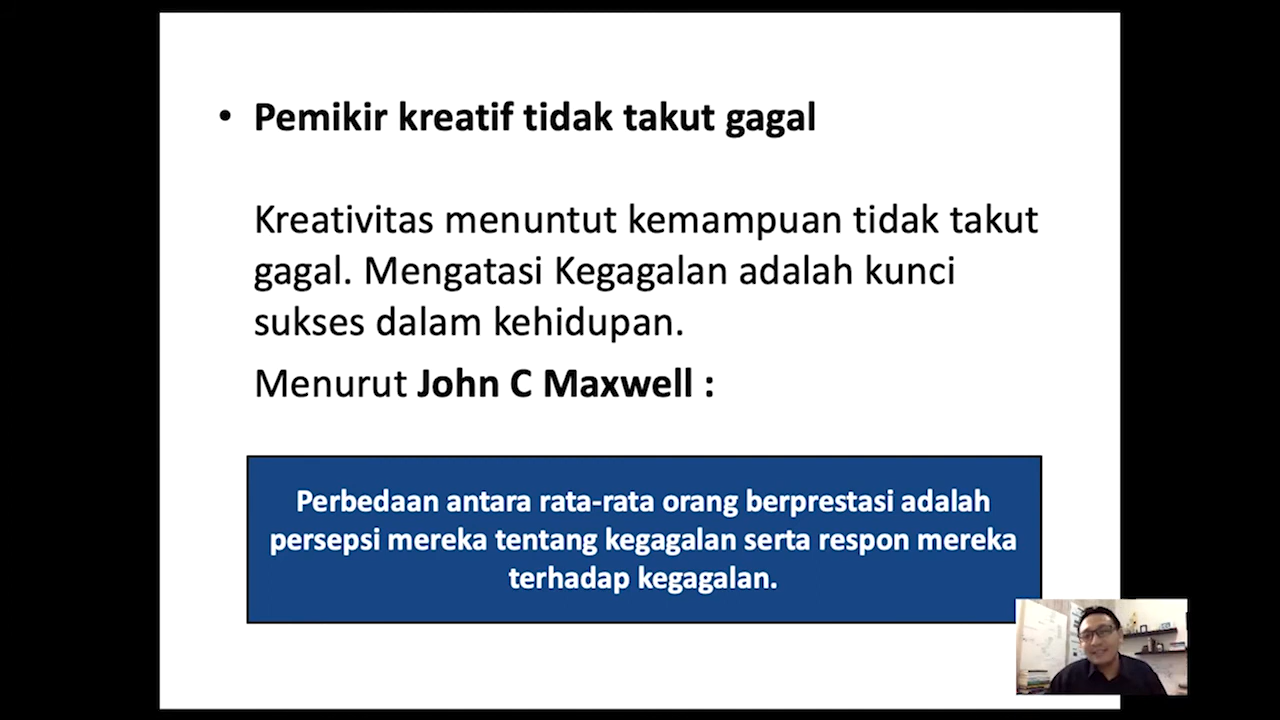 • Pemikir kreatif tidak takut gagal
Kreativitas menuntut kemampuan tidak takut
gagal. Mengatasi Kegagalan adalah kunci
sukses dalam kehidupan.
Menurut John C Maxwell :
Perbedaan antara rata-rata orang berprestasi adalah
persepsi mereka tentang kegagalan serta respon mereka
terhadap kegagalan.